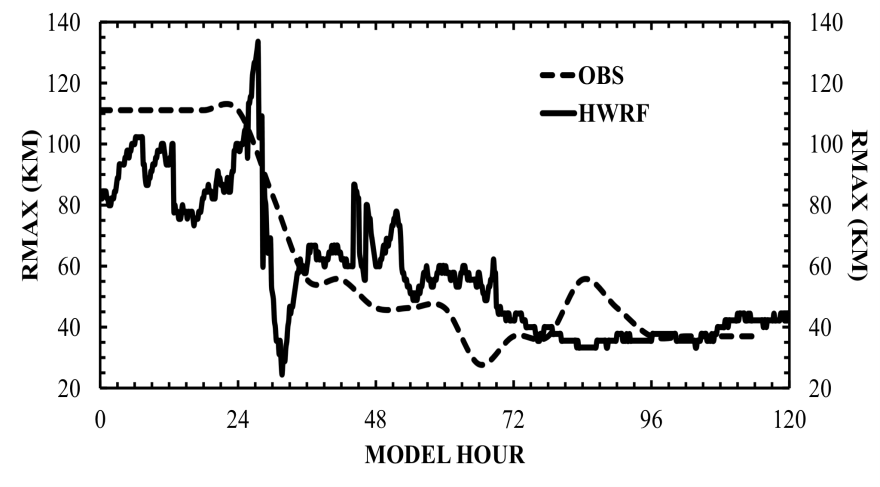 140 140
120 120
OBS
HWRF
100 100
RMAX (KM) RMAX (KM)
80 80
60 60
40 40
20 20
0 24 48 72 96 120
MODEL HOUR